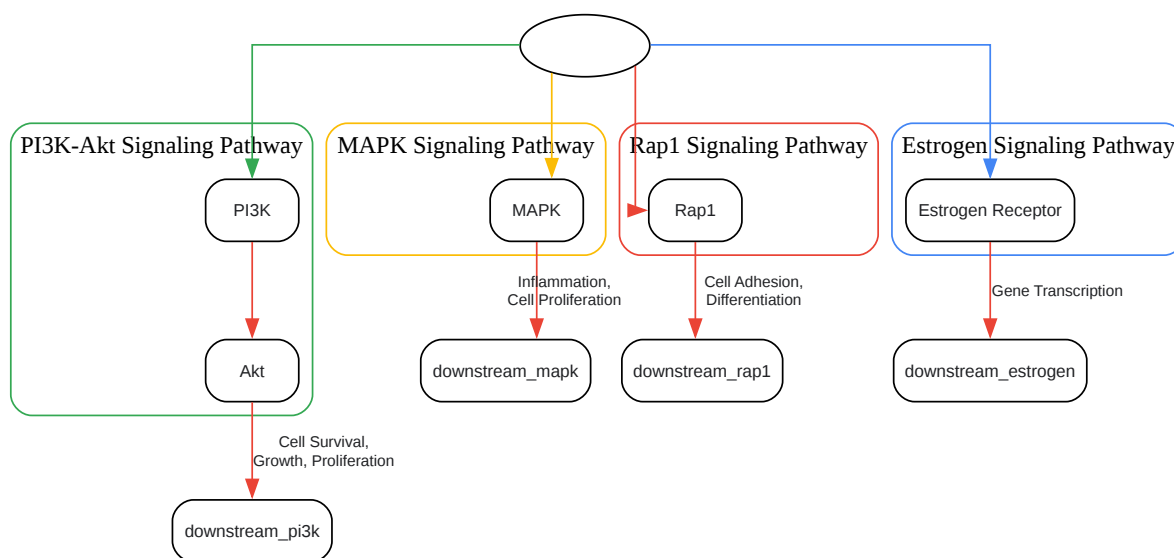 PI3K-Akt Signaling Pathway
MAPK Signaling Pathway
Rap1 Signaling Pathway
Estrogen Signaling Pathway
PI3K
MAPK
Rap1
Estrogen Receptor
Inflammation,
Cell Proliferation
Cell Adhesion,
Differentiation
Gene Transcription
Akt
downstream_mapk
downstream_rap1
downstream_estrogen
Cell Survival,
Growth, Proliferation
downstream_pi3k